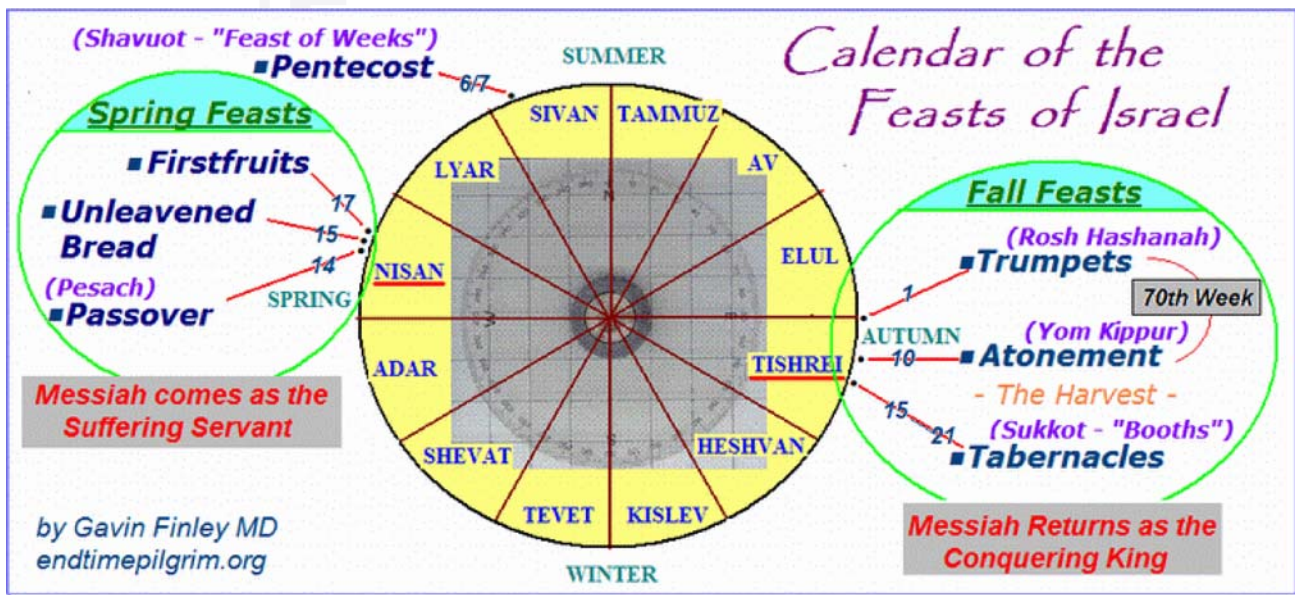 Calendar of the
Feasts of Israel
(Shavuot - "Feast of Weeks")
▪Pentecost
6/7
Spring Feasts
▪Firstfruits
17
▪Unleavened
Bread
15
14
(Pesach)
▪Passover
Messiah comes as the
Suffering Servant
by Gavin Finley MD
endtimepilgrim.org
SUMMER
SPRING
AUTUMN
WINTER
SIVAN
TAMMUZ
LYAR
AV
NISAN
ELUL
ADAR
TISHREI
SHEVAT
HESHVAN
TEVET
KISLEV
N
W
E
Fall Feasts
(Rosh Hashanah)
▪Trumpets
1
70th Week
(Yom Kippur)
▪Atonement
10
- The Harvest -
(Sukkot - "Booths")
▪Tabernacles
15
21
Messiah Returns as the
Conquering King